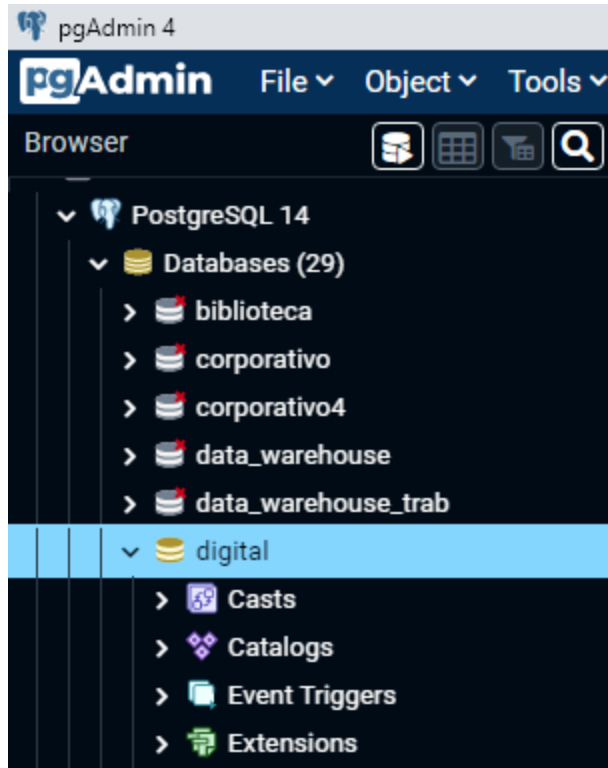 pgAdmin 4
pgAdmin File Object Tools
Browser
PostgreSQL 14
Databases (29)
biblioteca
corporativo
corporativo4
data_warehouse
data_warehouse_trab
digital
Casts
Catalogs
Event Triggers
Extensions